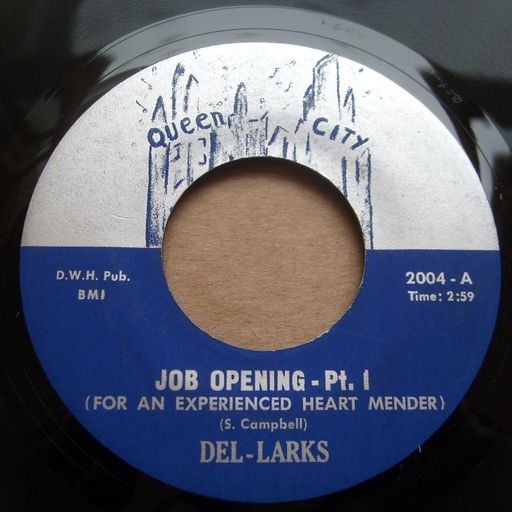 Queen City
D.W.H. Pub.
BMI
2004 - A
Time: 2:59
JOB OPENING - Pt. 1
(FOR AN EXPERIENCED HEART MENDER)
(S. Campbell)
DEL-LARKS